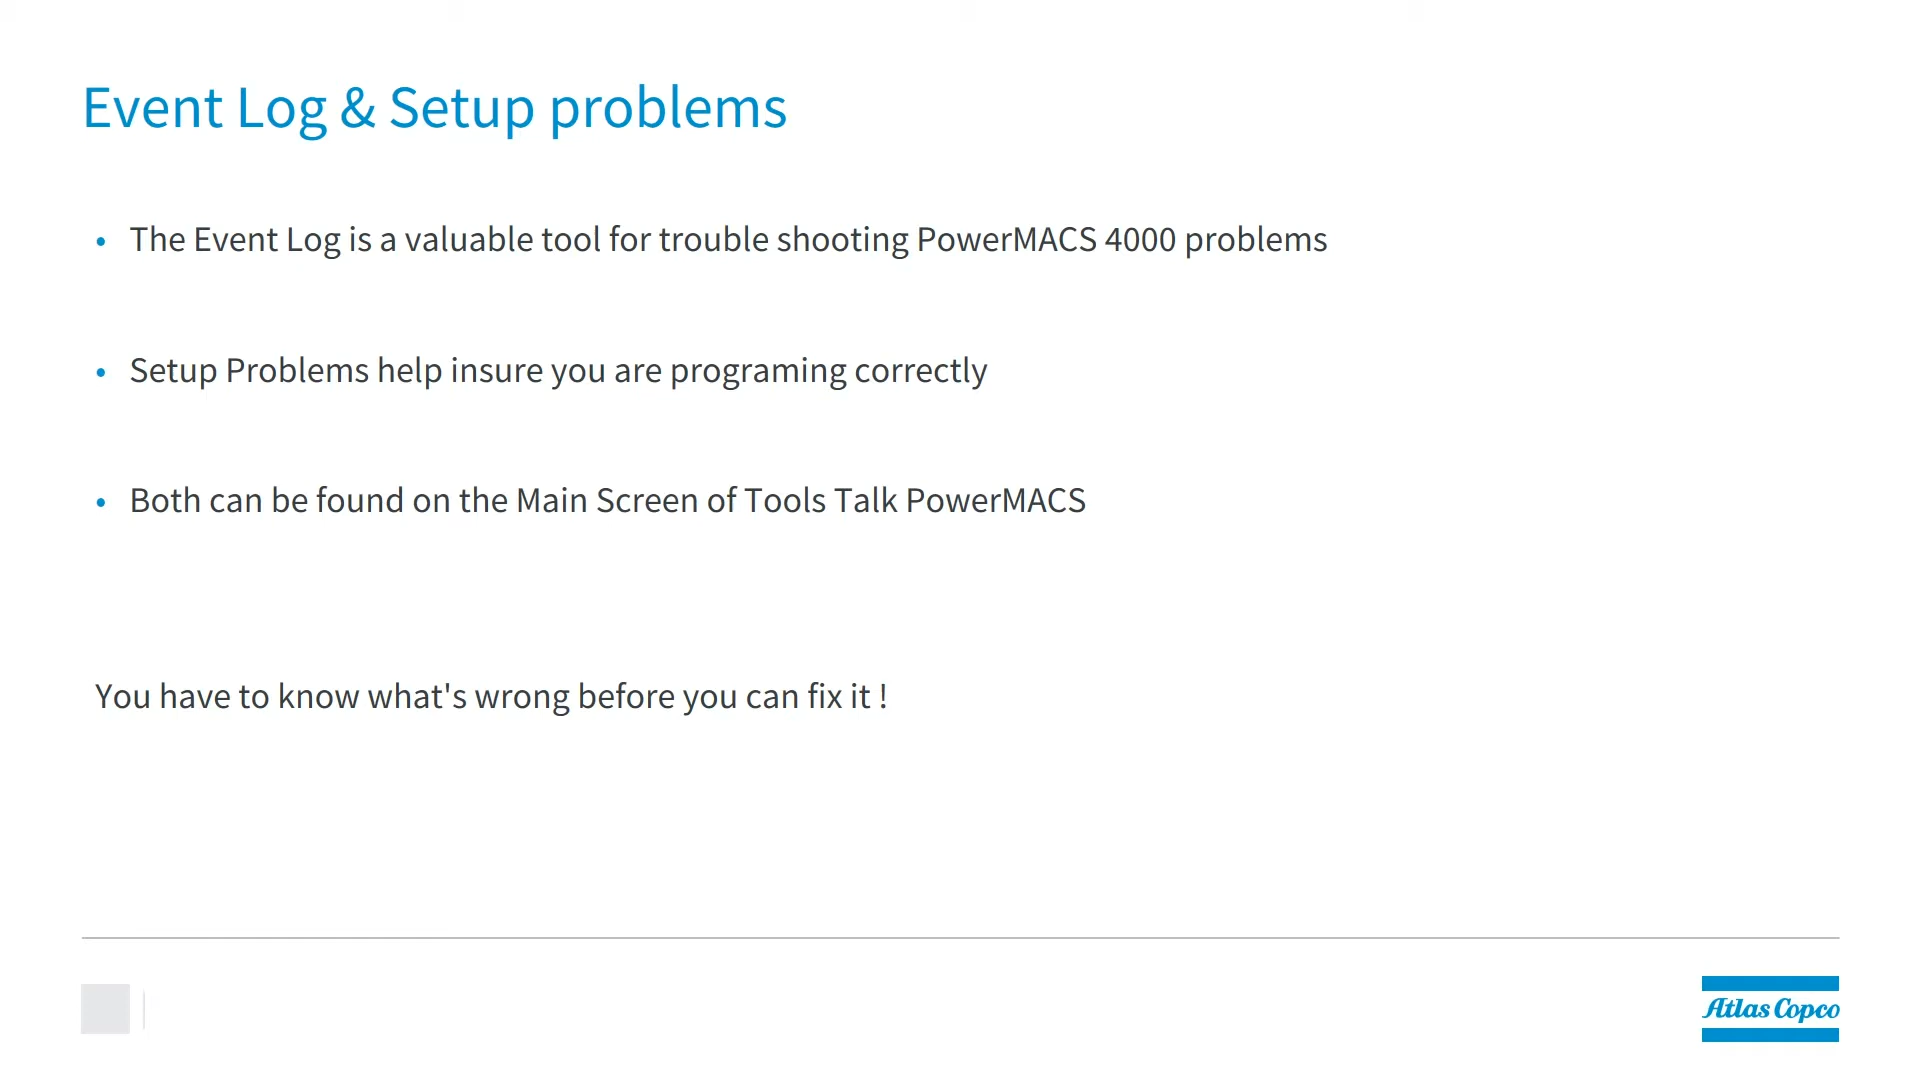 Event Log & Setup problems
• The Event Log is a valuable tool for trouble shooting PowerMACS 4000 problems
• Setup Problems help insure you are programing correctly
• Both can be found on the Main Screen of Tools Talk PowerMACS
You have to know what's wrong before you can fix it !
Atlas Copco